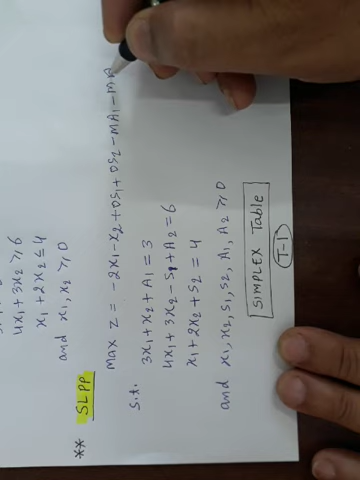 4x1 + 3x2 ≥ 6
x1 + 2x2 ≤ 4
and x1, x2 ≥ 0
** SLPP
max Z = -2x1 - x2 + 0S1 + 0S2 - MA1 - MA
s.t. 3x1 + x2 + A1 = 3
4x1 + 3x2 - S1 + A2 = 6
x1 + 2x2 + S2 = 4
and x1, x2, S1, S2, A1, A2 ≥ 0
SIMPLEX Table
T-1